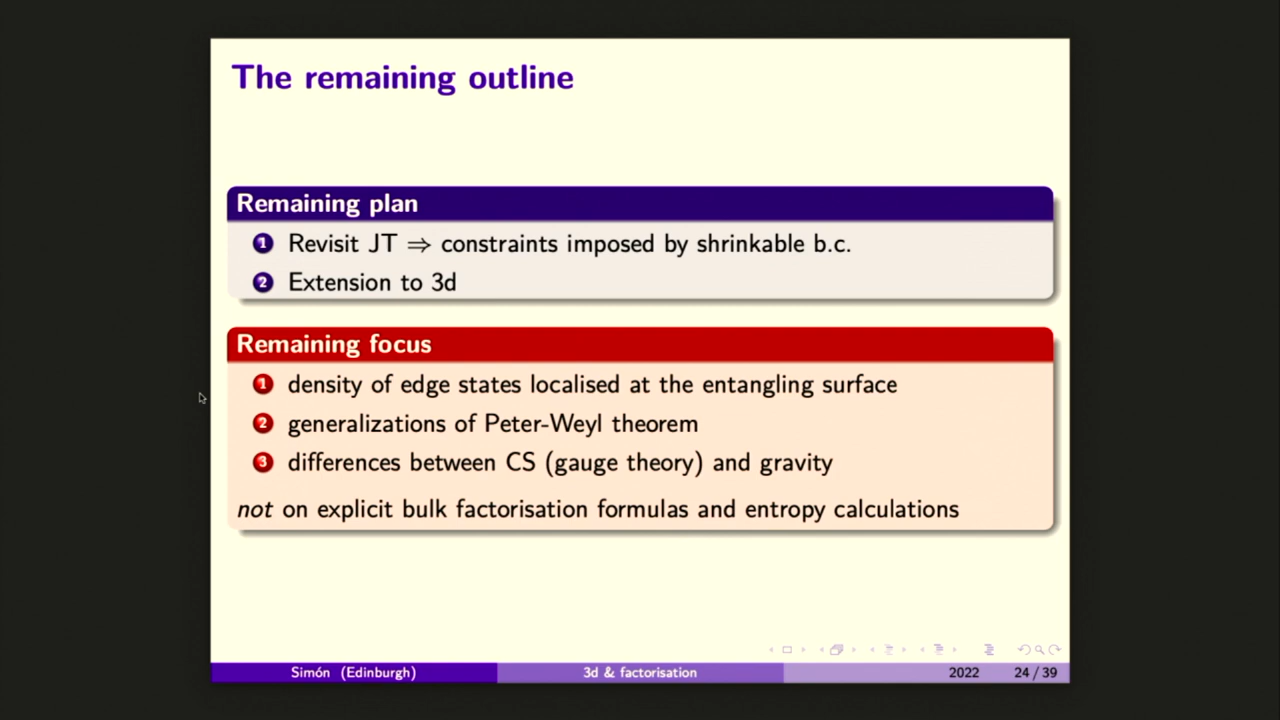 The remaining outline
Remaining plan
1 Revisit JT ⇒ constraints imposed by shrinkable b.c.
2 Extension to 3d
Remaining focus
1 density of edge states localised at the entangling surface
2 generalizations of Peter-Weyl theorem
3 differences between CS (gauge theory) and gravity
not on explicit bulk factorisation formulas and entropy calculations
Simón (Edinburgh) 3d & factorisation 2022 24 / 39